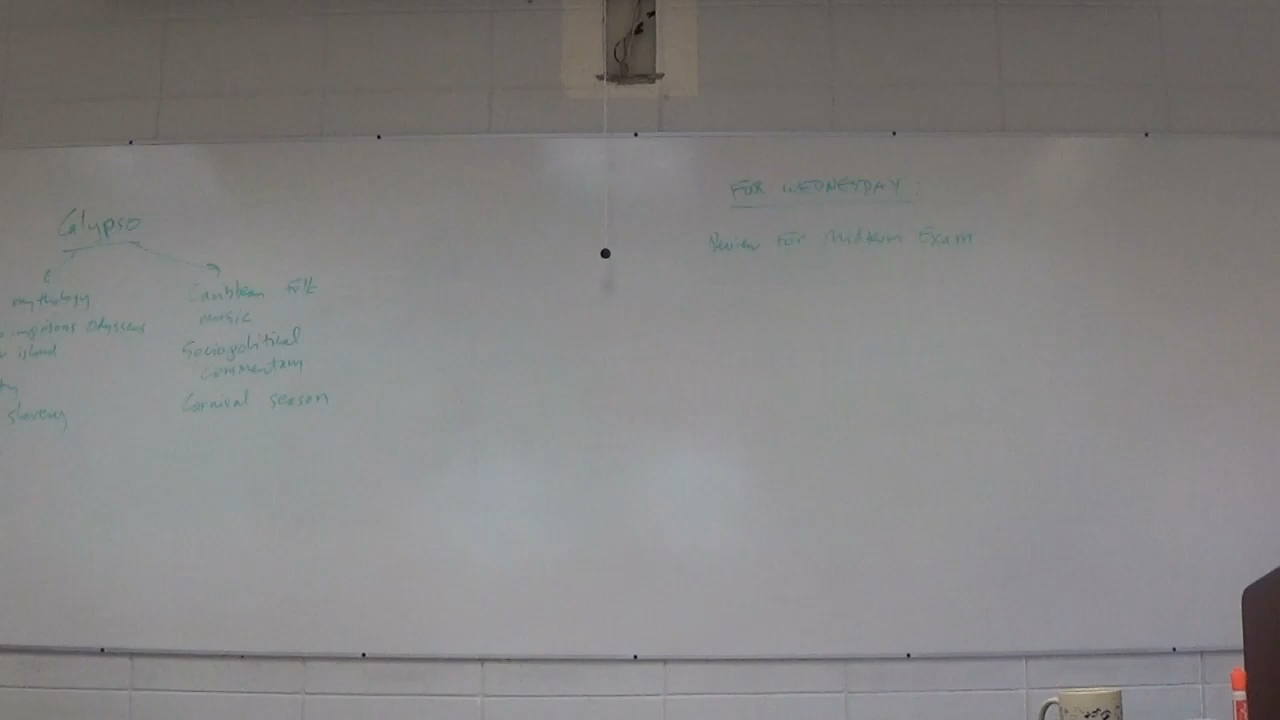 Calypso
mythology
imprisons Odysseus
island
slavery
Caribbean Folk
music
Sociopolitical
commentary
Carnival season
FOR WEDNESDAY:
Review For Midterm Exam